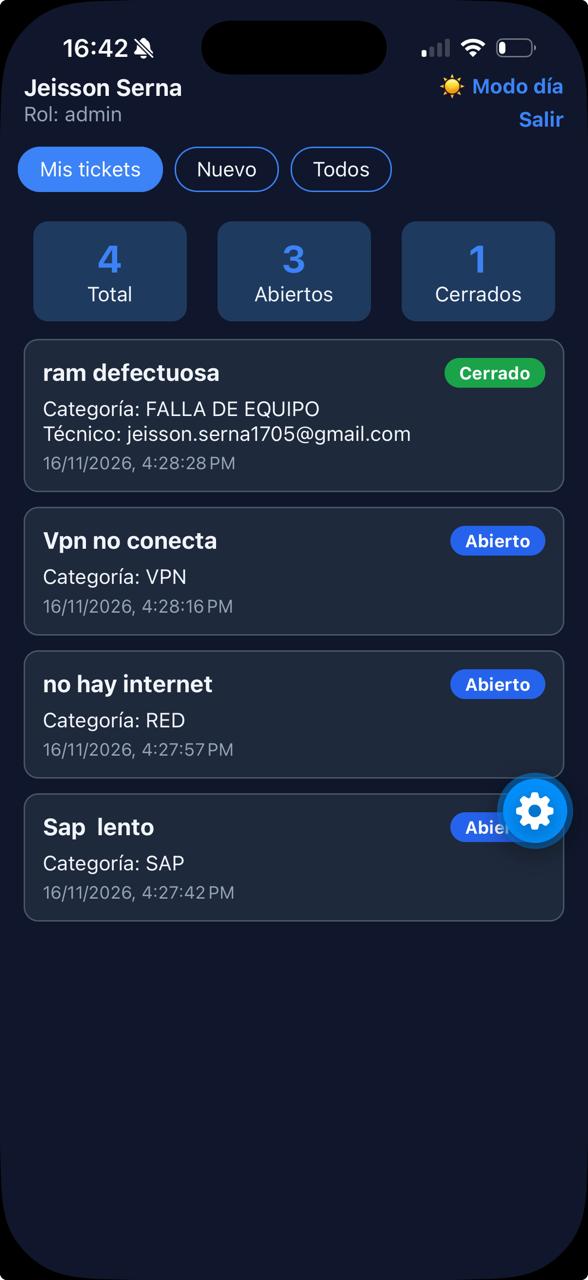 16:42
Jeisson Serna
Rol: admin
☀️ Modo día
Salir
Mis tickets
Nuevo
Todos
4
Total
3
Abiertos
1
Cerrados
ram defectuosa
Cerrado
Categoría: FALLA DE EQUIPO
Técnico: jeisson.serna1705@gmail.com
16/11/2026, 4:28:28 PM
Vpn no conecta
Abierto
Categoría: VPN
16/11/2026, 4:28:16 PM
no hay internet
Abierto
Categoría: RED
16/11/2026, 4:27:57 PM
Sap  lento
Categoría: SAP
16/11/2026, 4:27:42 PM